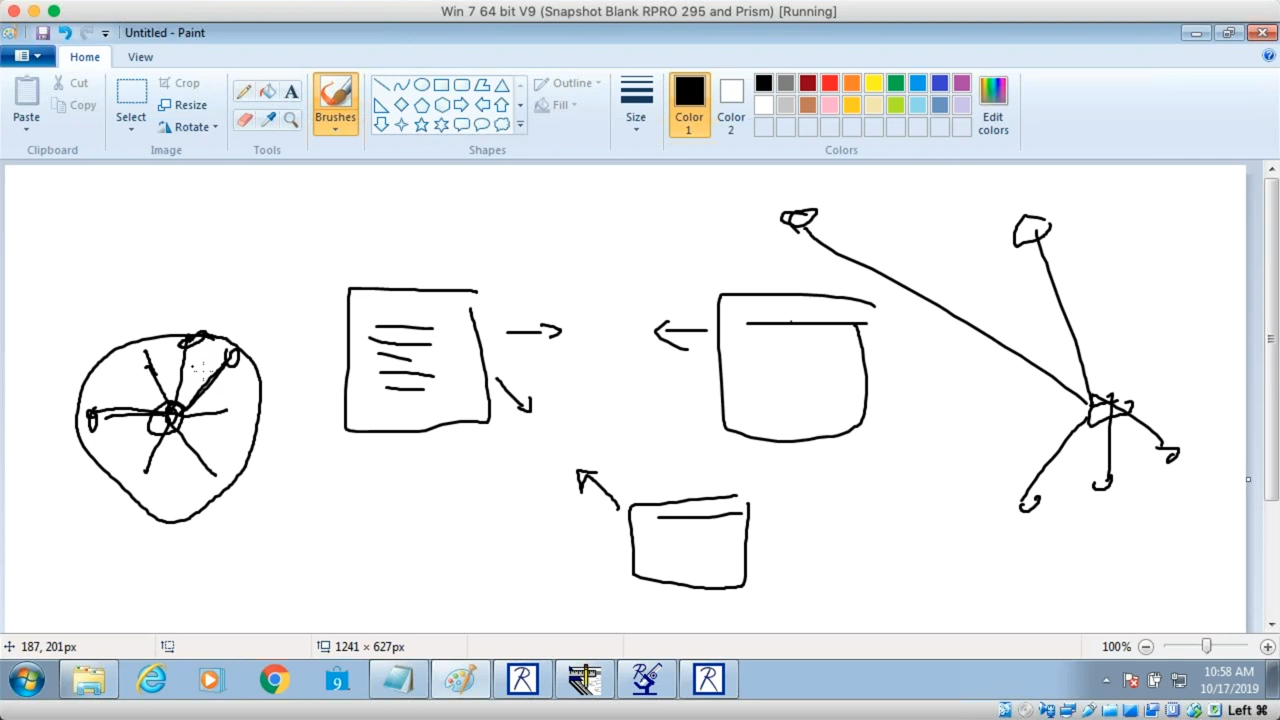 Win 7 64 bit V9 (Snapshot Blank RPRO 295 and Prism) [Running]
Untitled - Paint
Home View
Paste
Cut
Copy
Clipboard
Select
Crop
Resize
Rotate
Image
A
Tools
Brushes
Outline
Fill
Shapes
Size
Color 1
Color 2
Edit colors
Colors
187, 201px
1241 × 627px
100%
9
R
R
10:58 AM
10/17/2019
Left ⌘